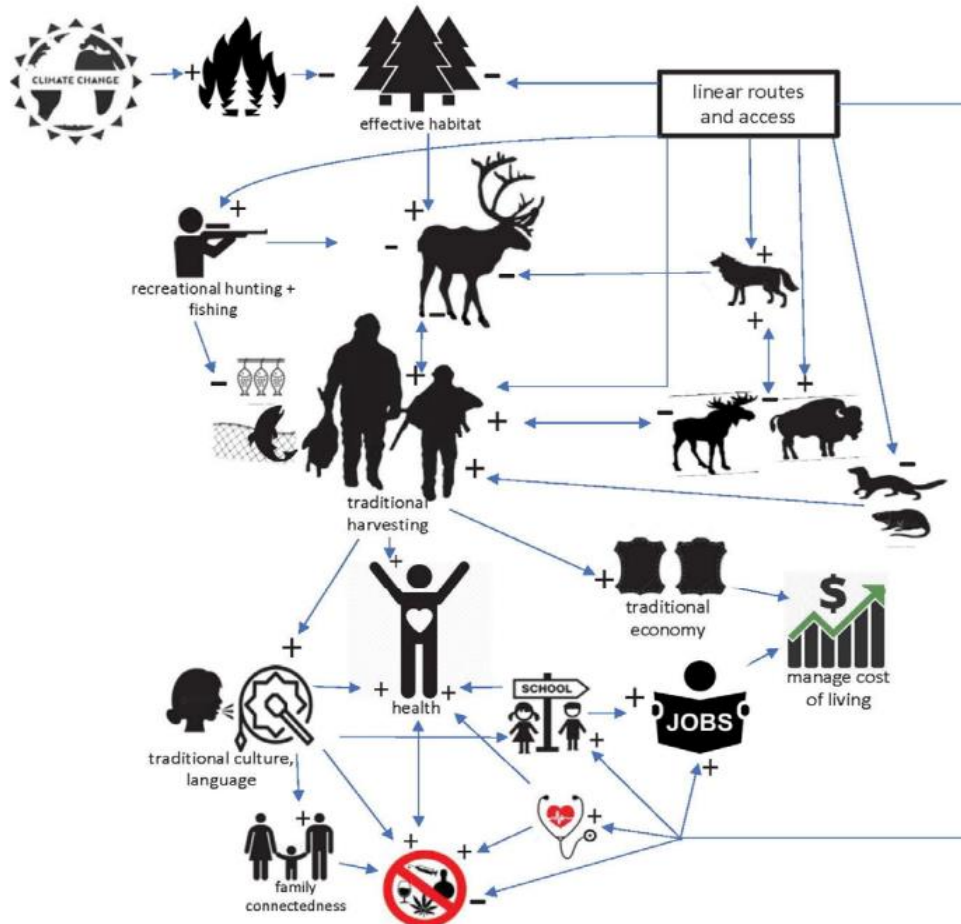 CLIMATE CHANGE
effective habitat
linear routes
and access
recreational hunting +
fishing
traditional
harvesting
traditional
economy
$
manage cost
of living
health
SCHOOL
JOBS
traditional culture,
language
family
connectedness